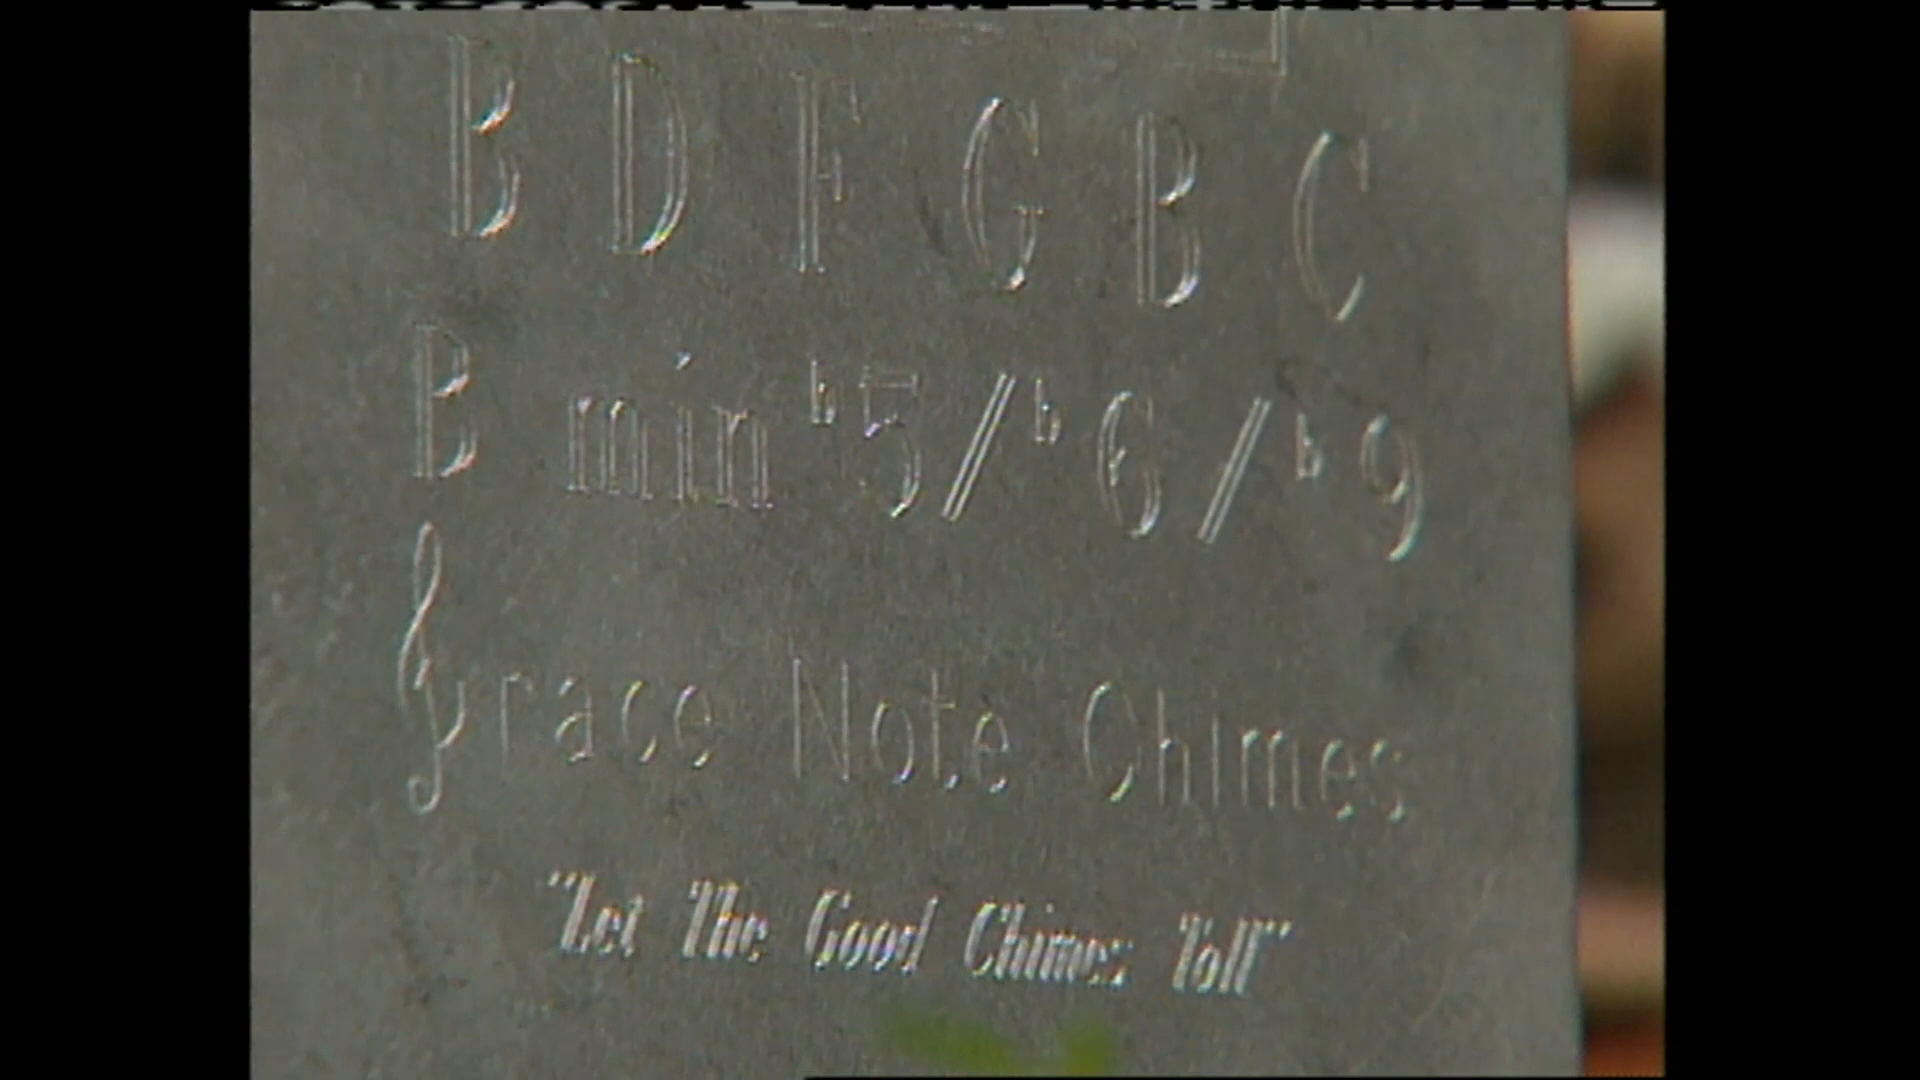 B D F G B C
B min ♭5/♭6/♭9
Grace Note Chimes
"Let The Good Chimes Toll"